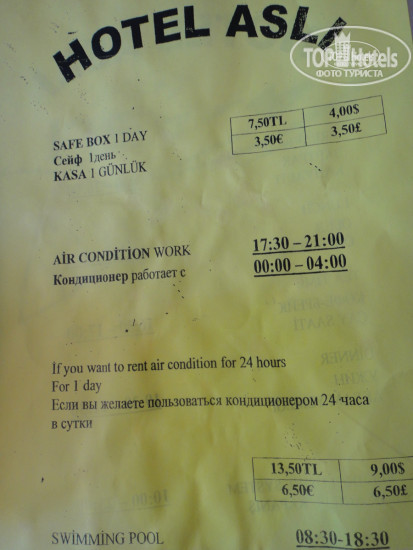 HOTEL ASLI
TOPHotels
ФОТО ТУРИСТА
7,50TL 4,00$
3,50€ 3,50£
SAFE BOX 1 DAY
Сейф 1день
KASA 1 GÜNLÜK
AİR CONDİTİON WORK 17:30 – 21:00
Кондиционер работает с 00:00 – 04:00
If you want to rent air condition for 24 hours
For 1 day
Если вы желаете пользоваться кондиционером 24 часа
в сутки
13,50TL 9,00$
6,50€ 6,50£
SWİMMİNG POOL 08:30-18:30